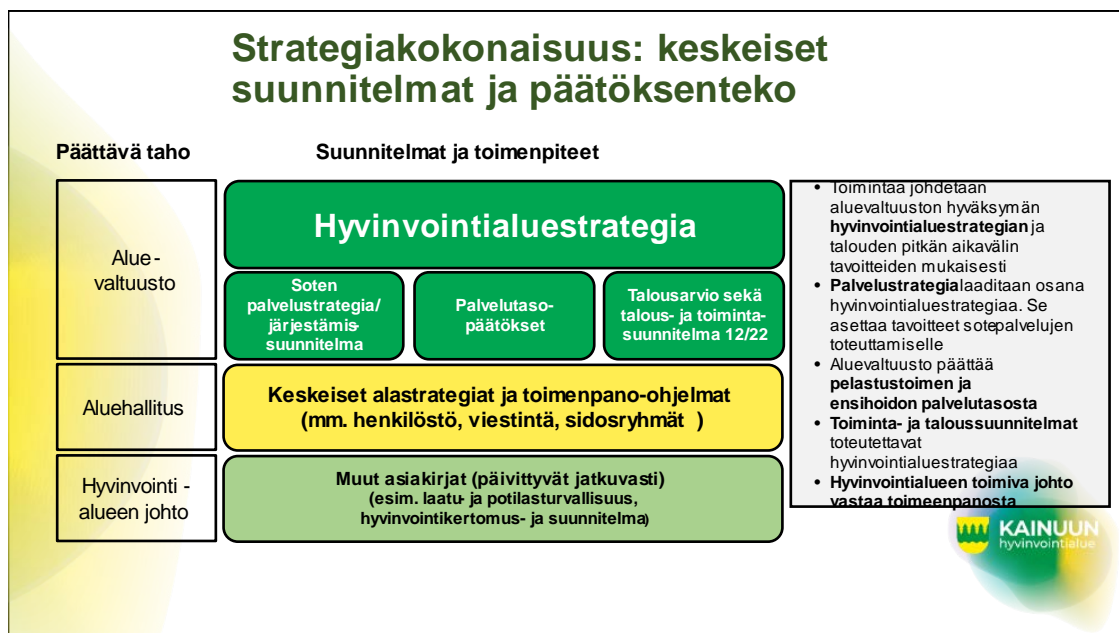 Strategiakokonaisuus: keskeiset
suunnitelmat ja päätöksenteko
Päättävä taho
Suunnitelmat ja toimenpiteet
Alue-
valtuusto
Hyvinvointialuestrategia
Soten
palvelustrategia/
järjestämis-
suunnitelma
Palvelutaso-
päätökset
Talousarvio sekä
talous- ja toiminta-
suunnitelma 12/22
Aluehallitus
Keskeiset alastrategiat ja toimenpano-ohjelmat
(mm. henkilöstö, viestintä, sidosryhmät )
Hyvinvointi -
alueen johto
Muut asiakirjat (päivittyvät jatkuvasti)
(esim. laatu- ja potilasturvallisuus,
hyvinvointikertomus- ja suunnitelma)
• Toimintaa johdetaan
aluevaltuuston hyväksymän
hyvinvointialuestrategian ja
talouden pitkän aikavälin
tavoitteiden mukaisesti
• Palvelustrategia laaditaan osana
hyvinvointialuestrategiaa. Se
asettaa tavoitteet sotepalvelujen
toteuttamiselle
• Aluevaltuusto päättää
pelastustoimen ja
ensihoidon palvelutasosta
• Toiminta- ja taloussuunnitelmat
toteutettavat
hyvinvointialuestrategiaa
• Hyvinvointialueen toimiva johto
vastaa toimeenpanosta
KAINUUN
hyvinvointialue